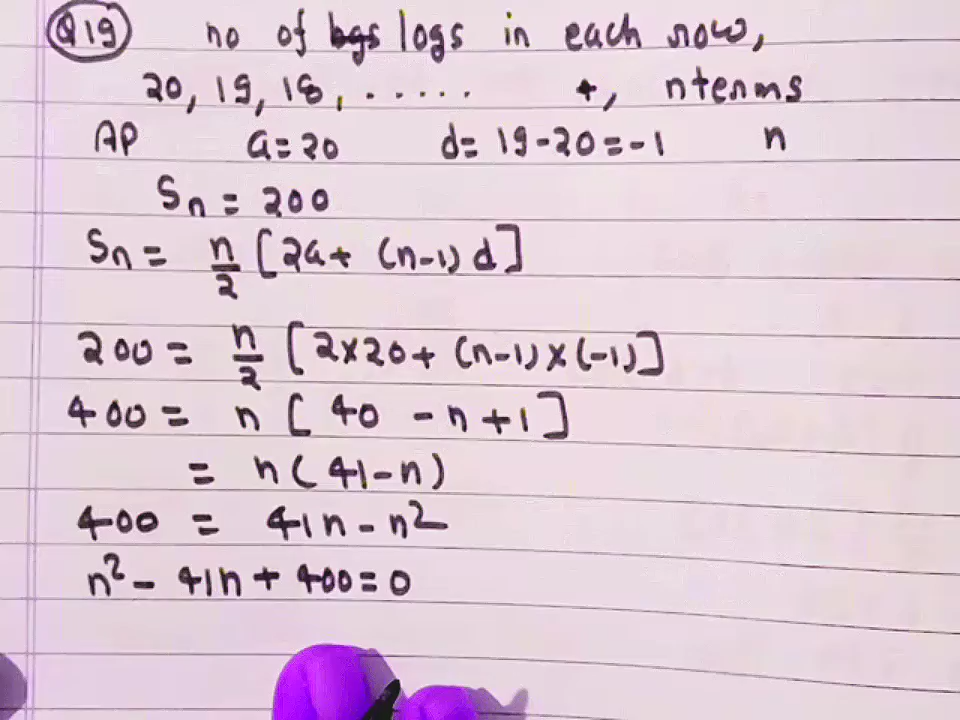 Q19 no of logs in each row,
20, 19, 18, ..... +, n terms
AP a=20 d= 19-20=-1 n
Sn = 200
Sn = n/2 [2a+ (n-1) d]
200 = n/2 [2×20+ (n-1)×(-1)]
400 = n [ 40 -n +1]
= n( 41-n)
400 = 41n - n²
n² - 41n + 400 = 0